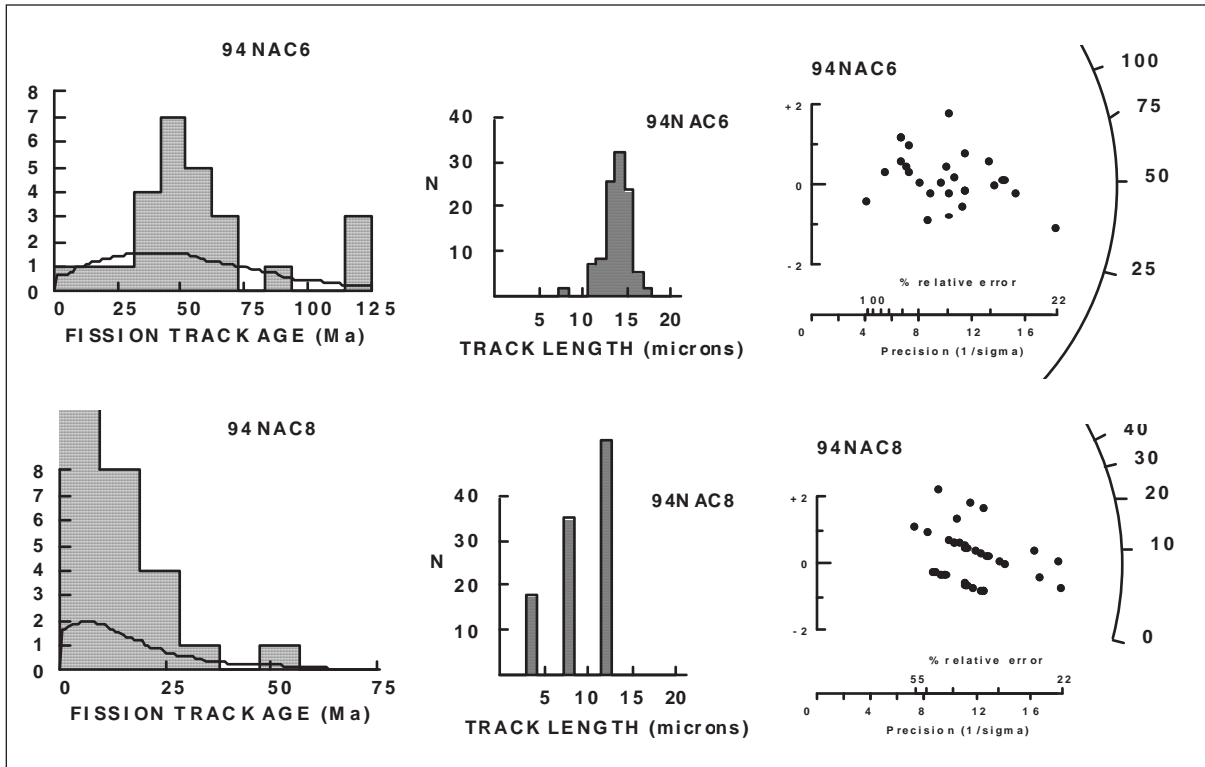 94NAC6
8
7
6
5
4
3
2
1
0
0 25 50 75 100 125
FISSION TRACK AGE (Ma)
94NAC6
40
30
N
20
10
5 10 15 20
TRACK LENGTH (microns)
94NAC6
+2
0
-2
% relative error
100 22
0 4 8 12 16
Precision (1/sigma)
100
75
50
25
94NAC8
8
7
6
5
4
3
2
1
0
0 25 50 75
FISSION TRACK AGE (Ma)
94NAC8
40
30
N
20
10
5 10 15 20
TRACK LENGTH (microns)
94NAC8
+2
0
-2
% relative error
55 22
0 4 8 12 16
Precision (1/sigma)
40
30
20
10
0